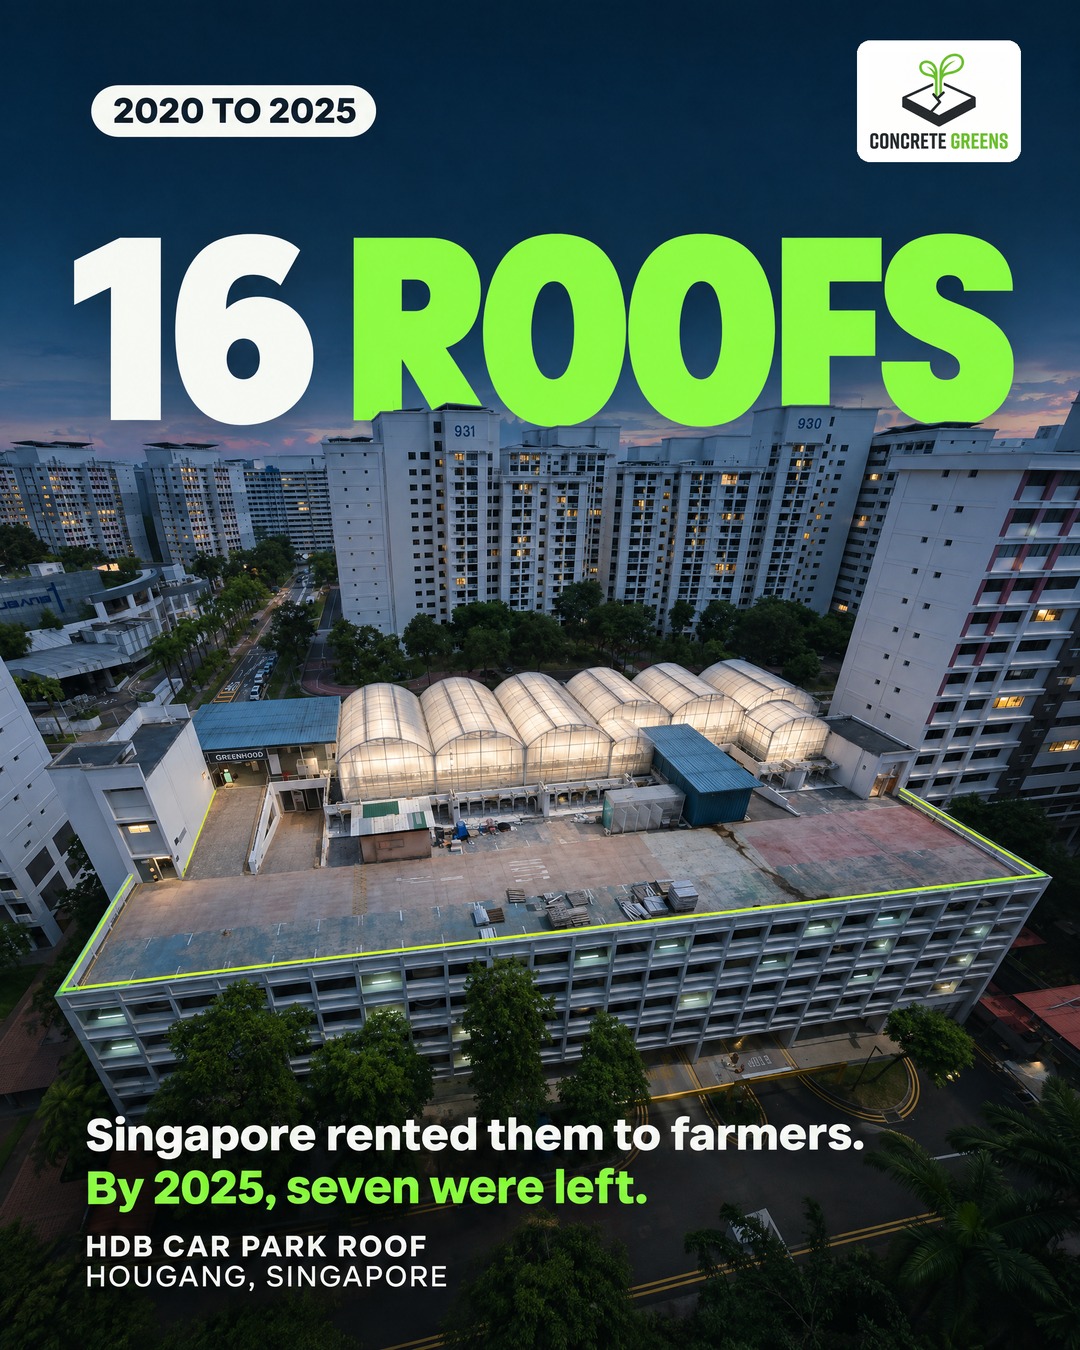 2020 TO 2025
CONCRETE GREENS
16 ROOFS
931
930
GREENHOOD
Singapore rented them to farmers.
By 2025, seven were left.
HDB CAR PARK ROOF
HOUGANG, SINGAPORE